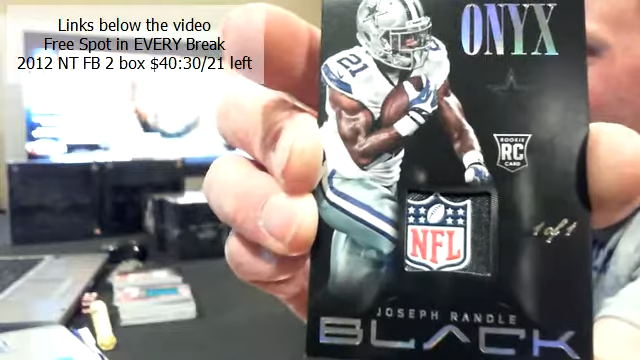 Links below the video
Free Spot in EVERY Break
2012 NT FB 2 box $40:30/21 left
ONYX
21
ROOKIE
RC
CARD
NFL
1 of 1
JOSEPH RANDLE
BLACK